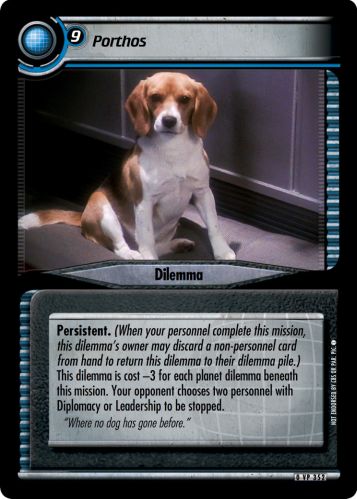 9 Porthos
Dilemma
Persistent. (When your personnel complete this mission,
this dilemma's owner may discard a non-personnel card
from hand to return this dilemma to their dilemma pile.)
This dilemma is cost –3 for each planet dilemma beneath
this mission. Your opponent chooses two personnel with
Diplomacy or Leadership to be stopped.
"Where no dog has gone before."
NOT ENDORSED BY CBS OR PAR. PIC.
0 VP 252